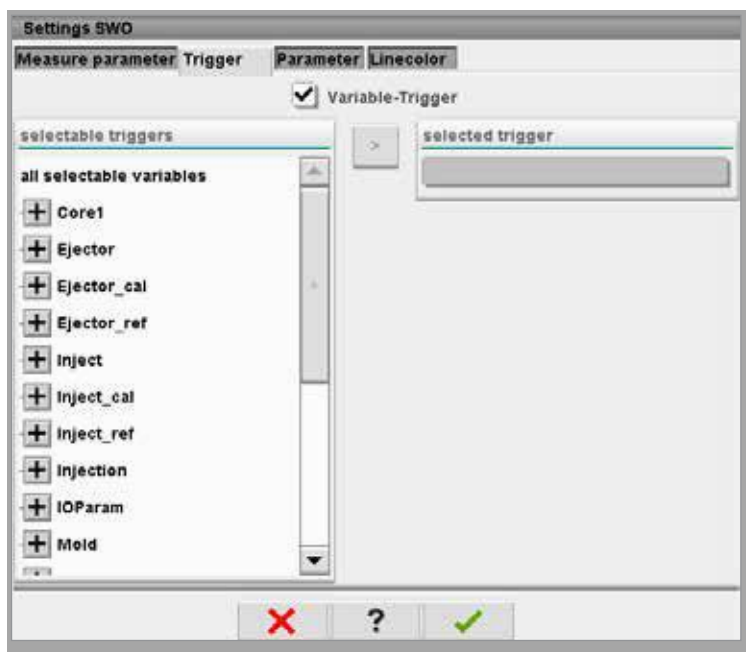 Settings SWO
Measure parameter Trigger Parameter Linecolor
Variable-Trigger
selectable triggers
>
selected trigger
all selectable variables
Core1
Ejector
Ejector_cal
Ejector_ref
Inject
Inject_cal
Inject_ref
Injection
IOParam
Mold
?